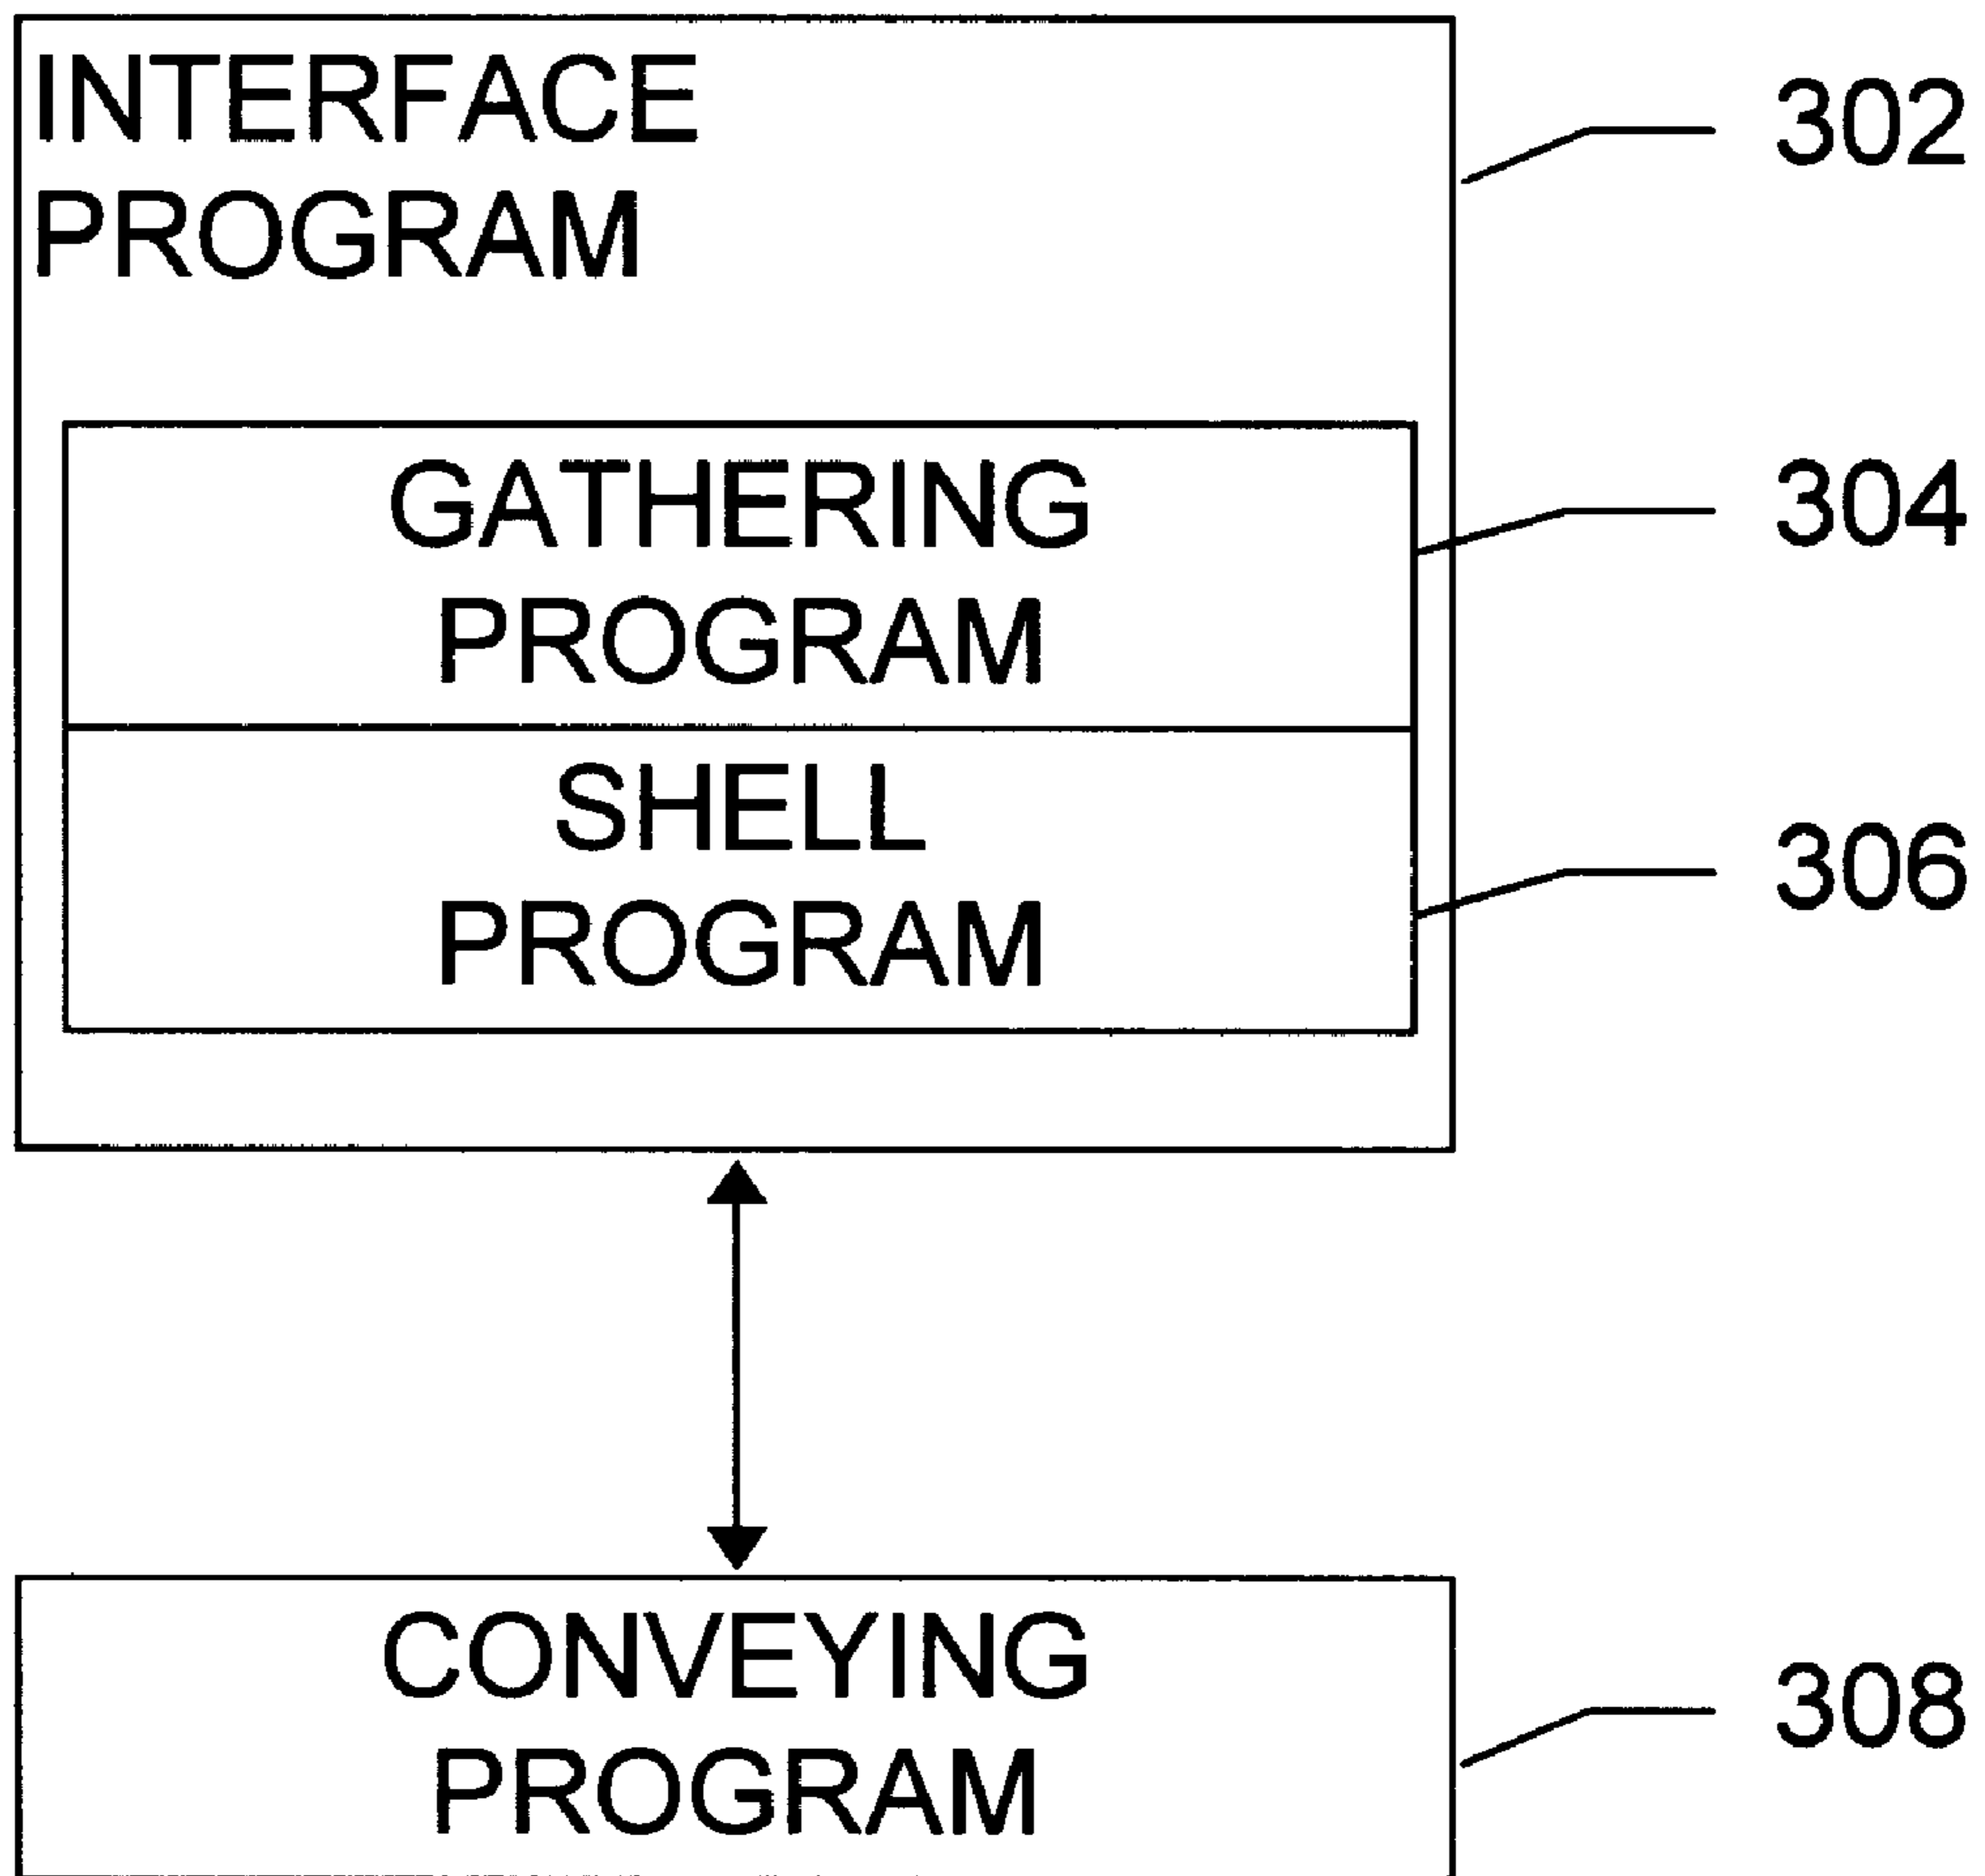 INTERFACE
PROGRAM
302
GATHERING
PROGRAM
304
SHELL
PROGRAM
306
CONVEYING
PROGRAM
308